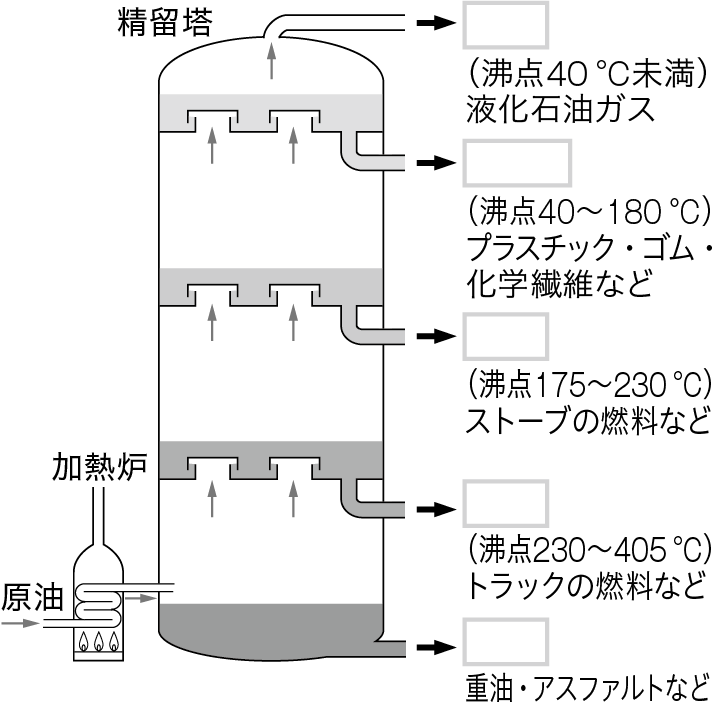 精留塔
(沸点40℃未満)
液化石油ガス
(沸点40～180℃)
プラスチック・ゴム・
化学繊維など
(沸点175～230℃)
ストーブの燃料など
加熱炉
(沸点230～405℃)
トラックの燃料など
原油
重油・アスファルトなど